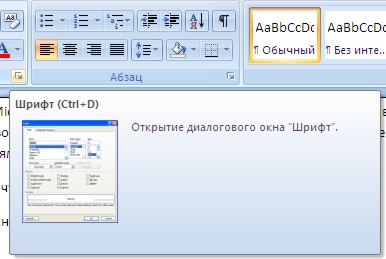 AaBbCcDc AaBbCcDc
¶ Обычный ¶ Без инте...
Абзац
Шрифт (Ctrl+D)
Открытие диалогового окна "Шрифт".